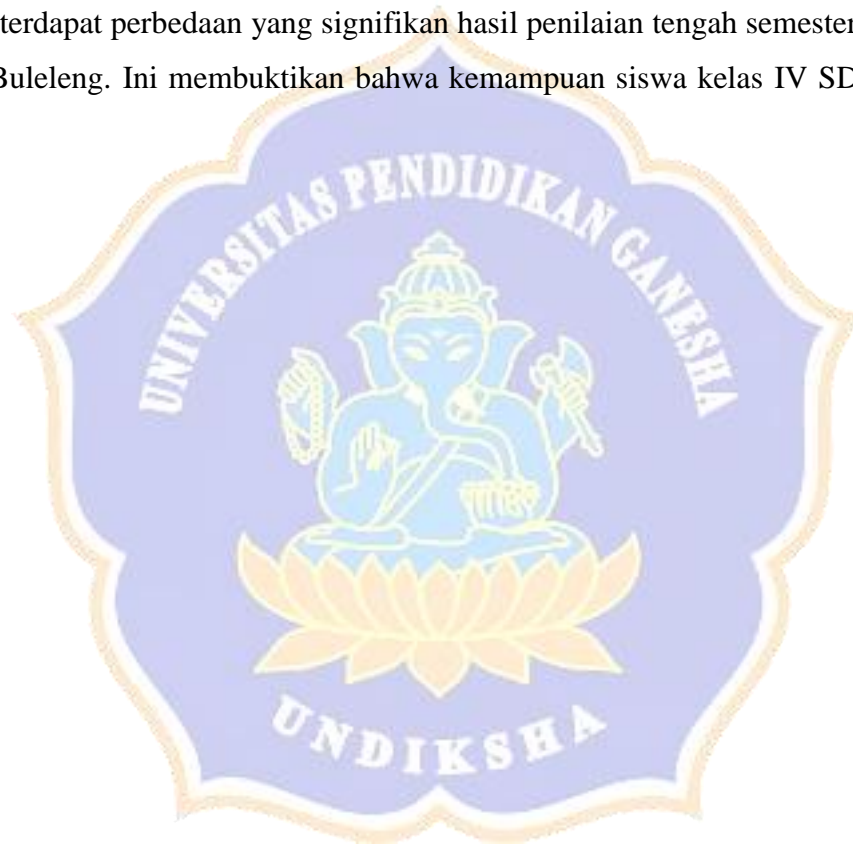 terdapat perbedaan yang signifikan hasil penilaian tengah semester
Buleleng. Ini membuktikan bahwa kemampuan siswa kelas IV SD
UNIVERSITAS PENDIDIKAN GANESHA
UNDIKSHA